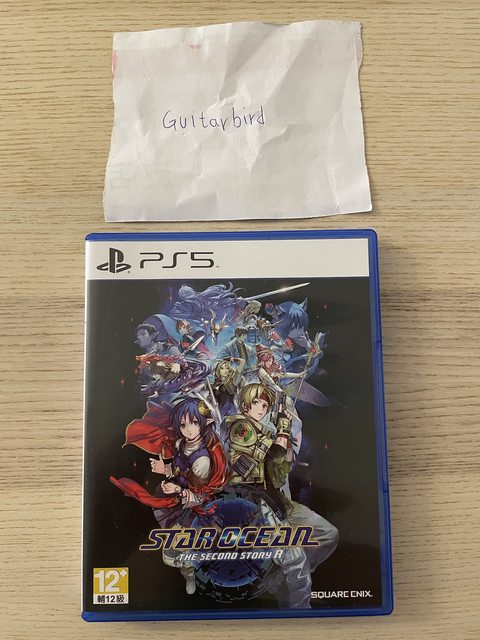 Guitarbird
PS5
STAR OCEAN
THE SECOND STORY R
12+
輔12級
SQUARE ENIX